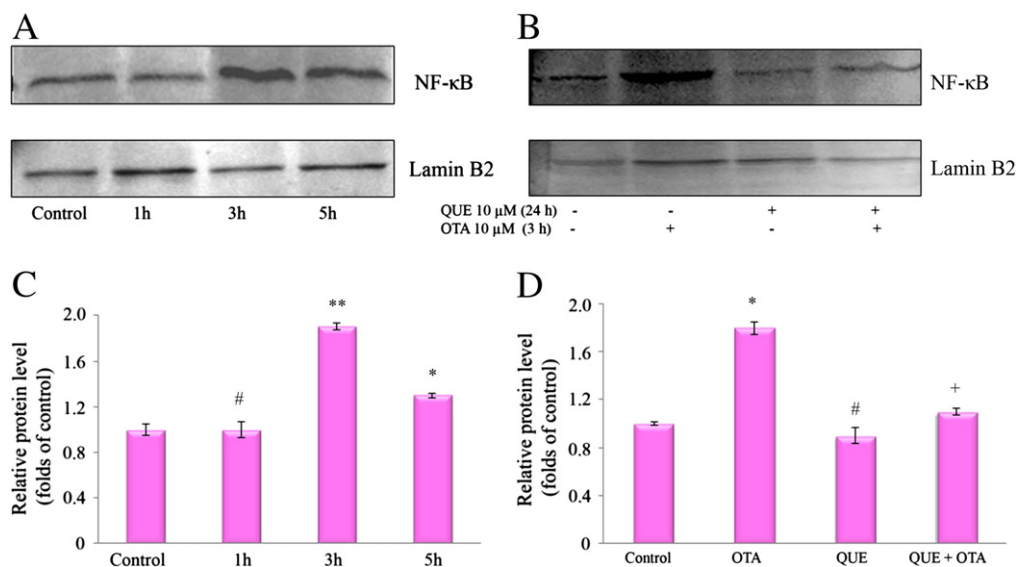 A
NF-κB
Lamin B2
Control 1h 3h 5h
B
NF-κB
Lamin B2
QUE 10 µM (24 h) - - + +
OTA 10 µM (3 h) - + - +
C
Relative protein level
(folds of control)
2.0
1.6
1.2
0.8
0.4
0
#
**
*
Control 1h 3h 5h
D
Relative protein level
(folds of control)
2.0
1.6
1.2
0.8
0.4
0
*
#
+
Control OTA QUE QUE + OTA